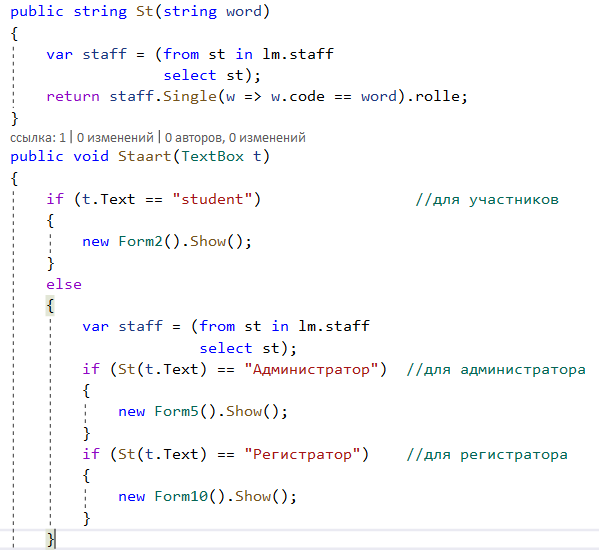 public string St(string word)
{
    var staff = (from st in lm.staff
                 select st);
    return staff.Single(w => w.code == word).rolle;
}
ссылка: 1 | 0 изменений | 0 авторов, 0 изменений
public void Staart(TextBox t)
{
    if (t.Text == "student")                 //для участников
    {
        new Form2().Show();
    }
    else
    {
        var staff = (from st in lm.staff
                     select st);
        if (St(t.Text) == "Администратор")  //для администратора
        {
            new Form5().Show();
        }
        if (St(t.Text) == "Регистратор")    //для регистратора
        {
            new Form10().Show();
        }
    }